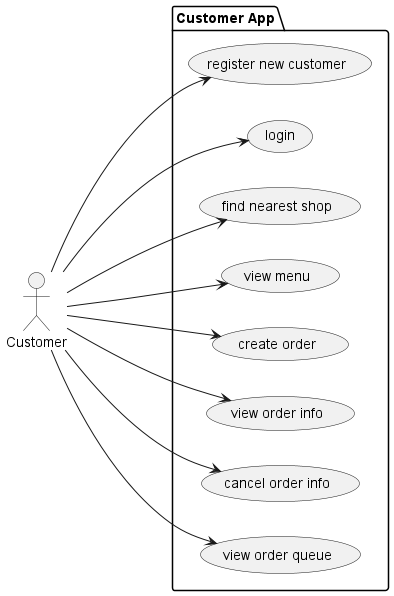 Customer App
register new customer
login
find nearest shop
view menu
create order
Customer
view order info
cancel order info
view order queue